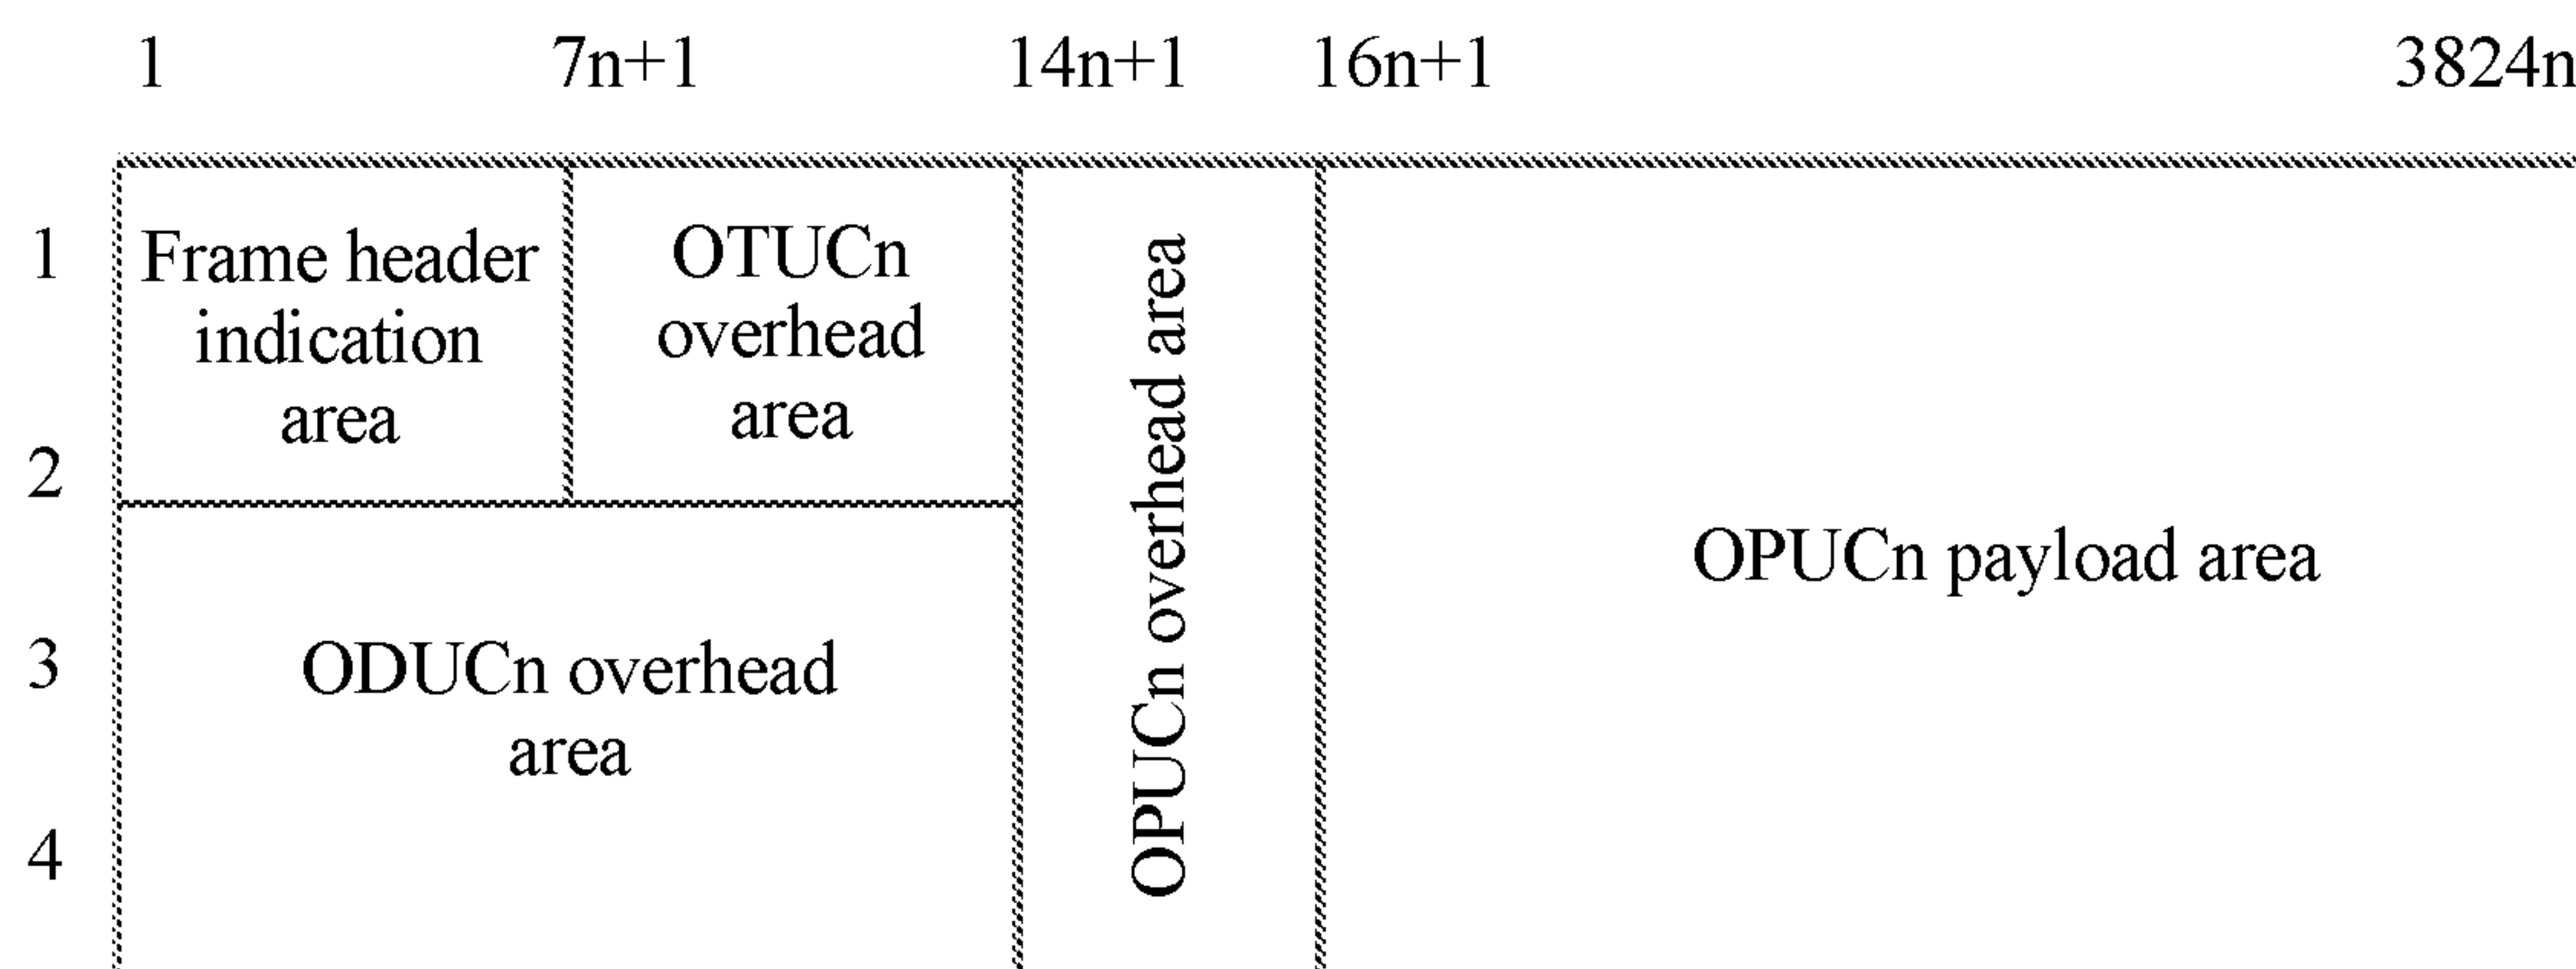 1 7n+1 14n+1 16n+1 3824n
1
2
3
4
Frame header
indication
area
OTUCn
overhead
area
ODUCn overhead
area
OPUCn overhead area
OPUCn payload area